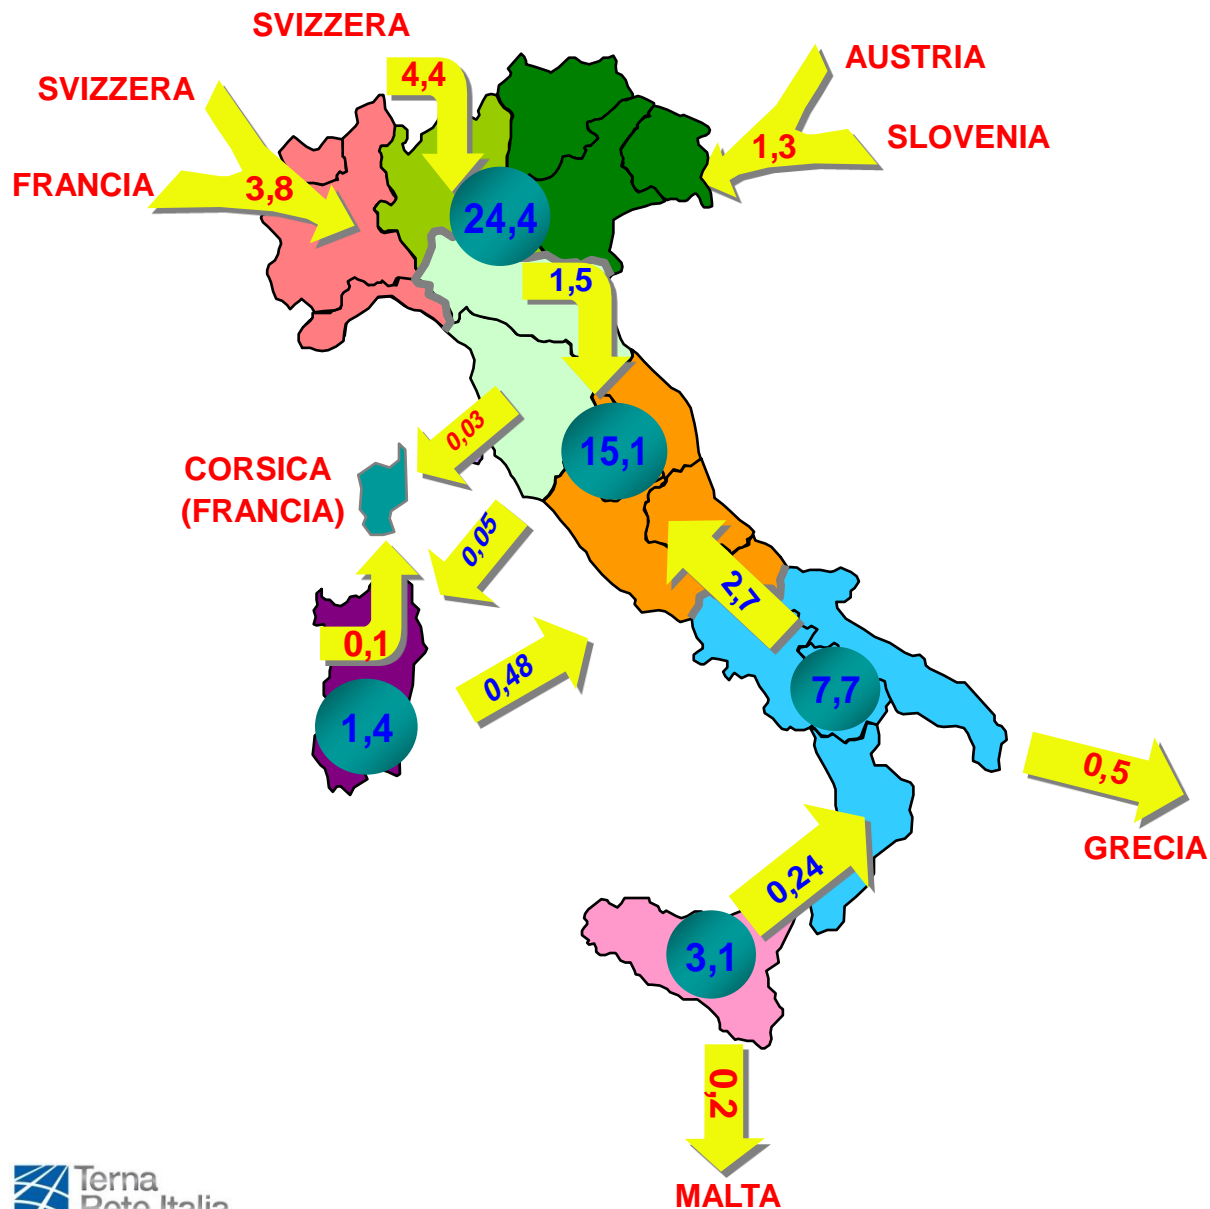 SVIZZERA
4,4
AUSTRIA
SVIZZERA
SLOVENIA
1,3
FRANCIA
3,8
24,4
1,5
0,03
15,1
CORSICA
(FRANCIA)
0,05
2,7
0,1
0,48
7,7
1,4
0,5
GRECIA
0,24
3,1
0,2
MALTA
Terna
Rete Italia